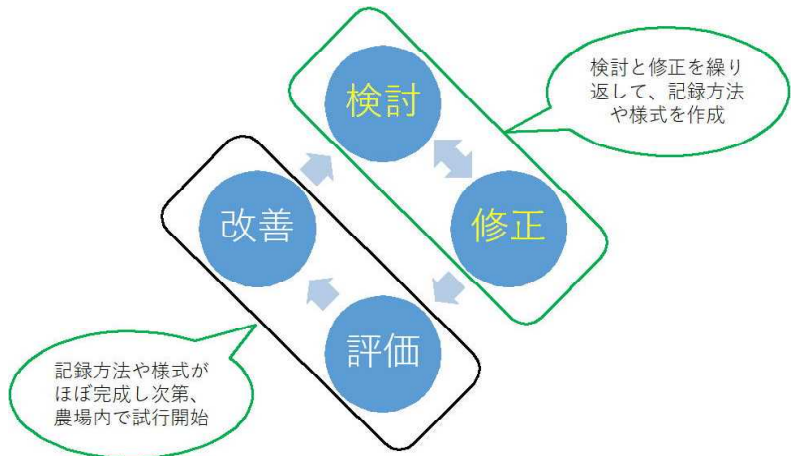 検討
検討と修正を繰り
返して、記録方法
や様式を作成
改善
修正
評価
記録方法や様式が
ほぼ完成し次第、
農場内で試行開始